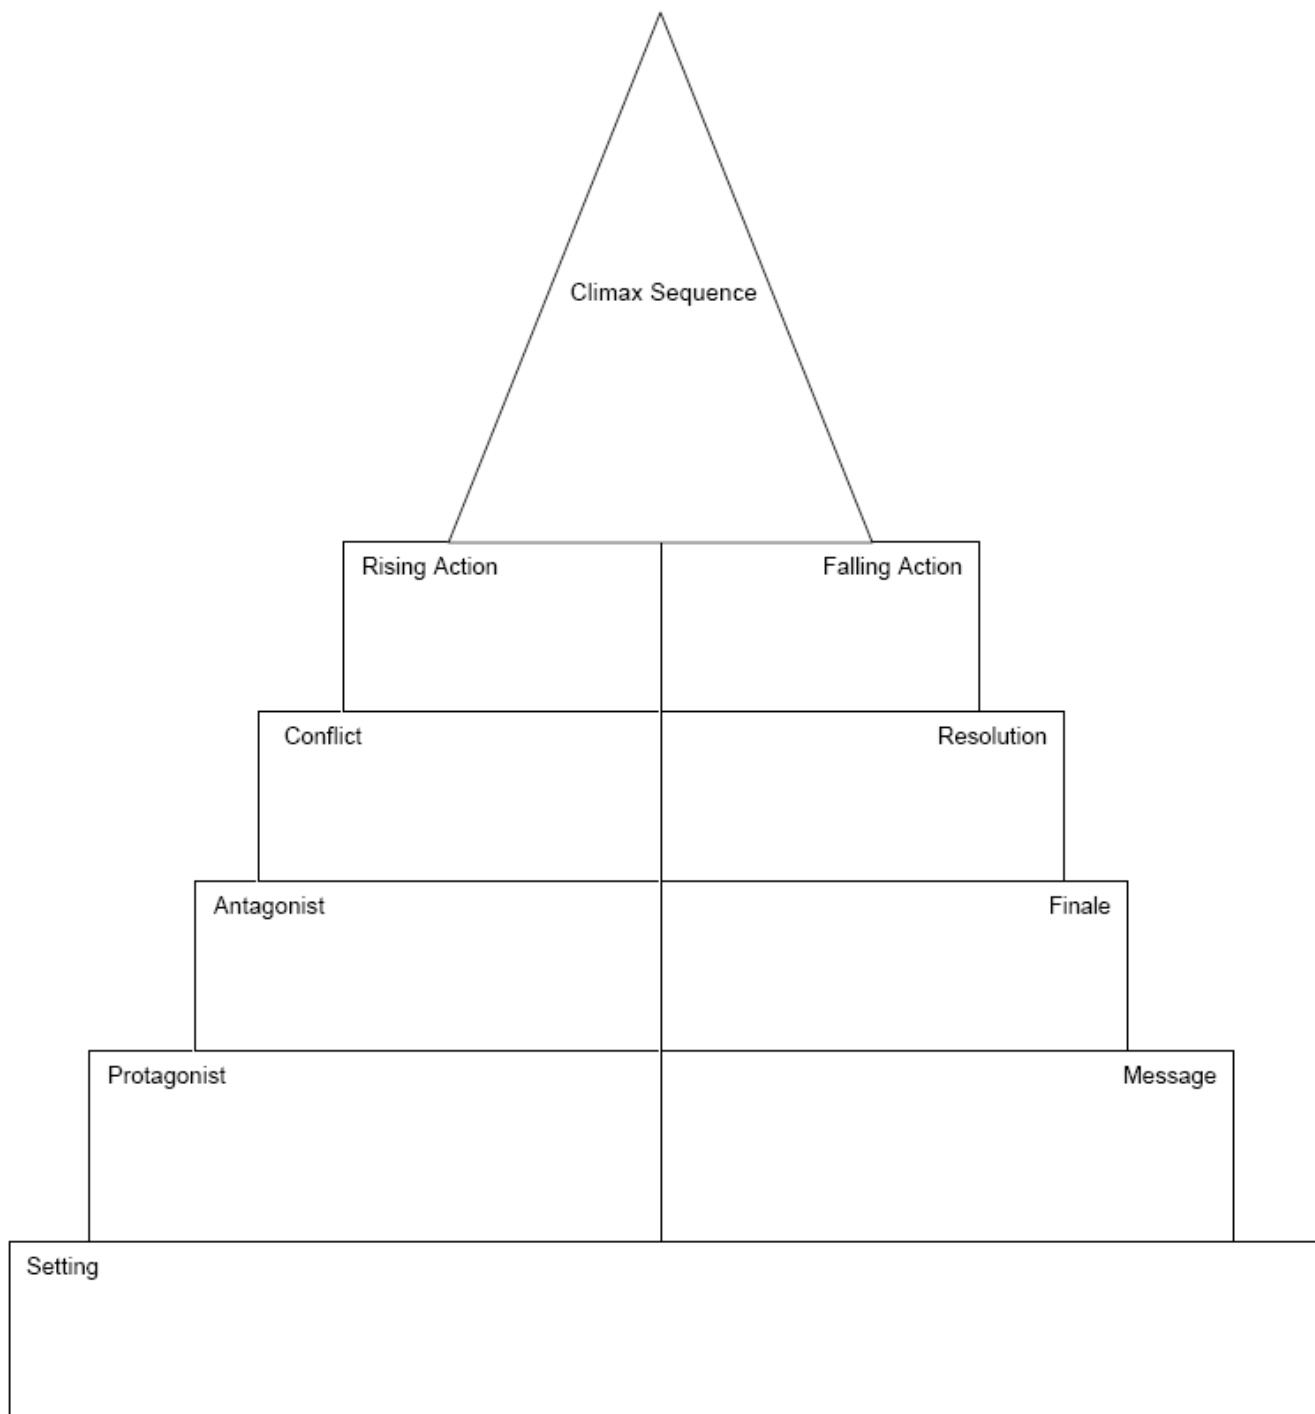 Climax Sequence
Rising Action
Falling Action
Conflict
Resolution
Antagonist
Finale
Protagonist
Message
Setting